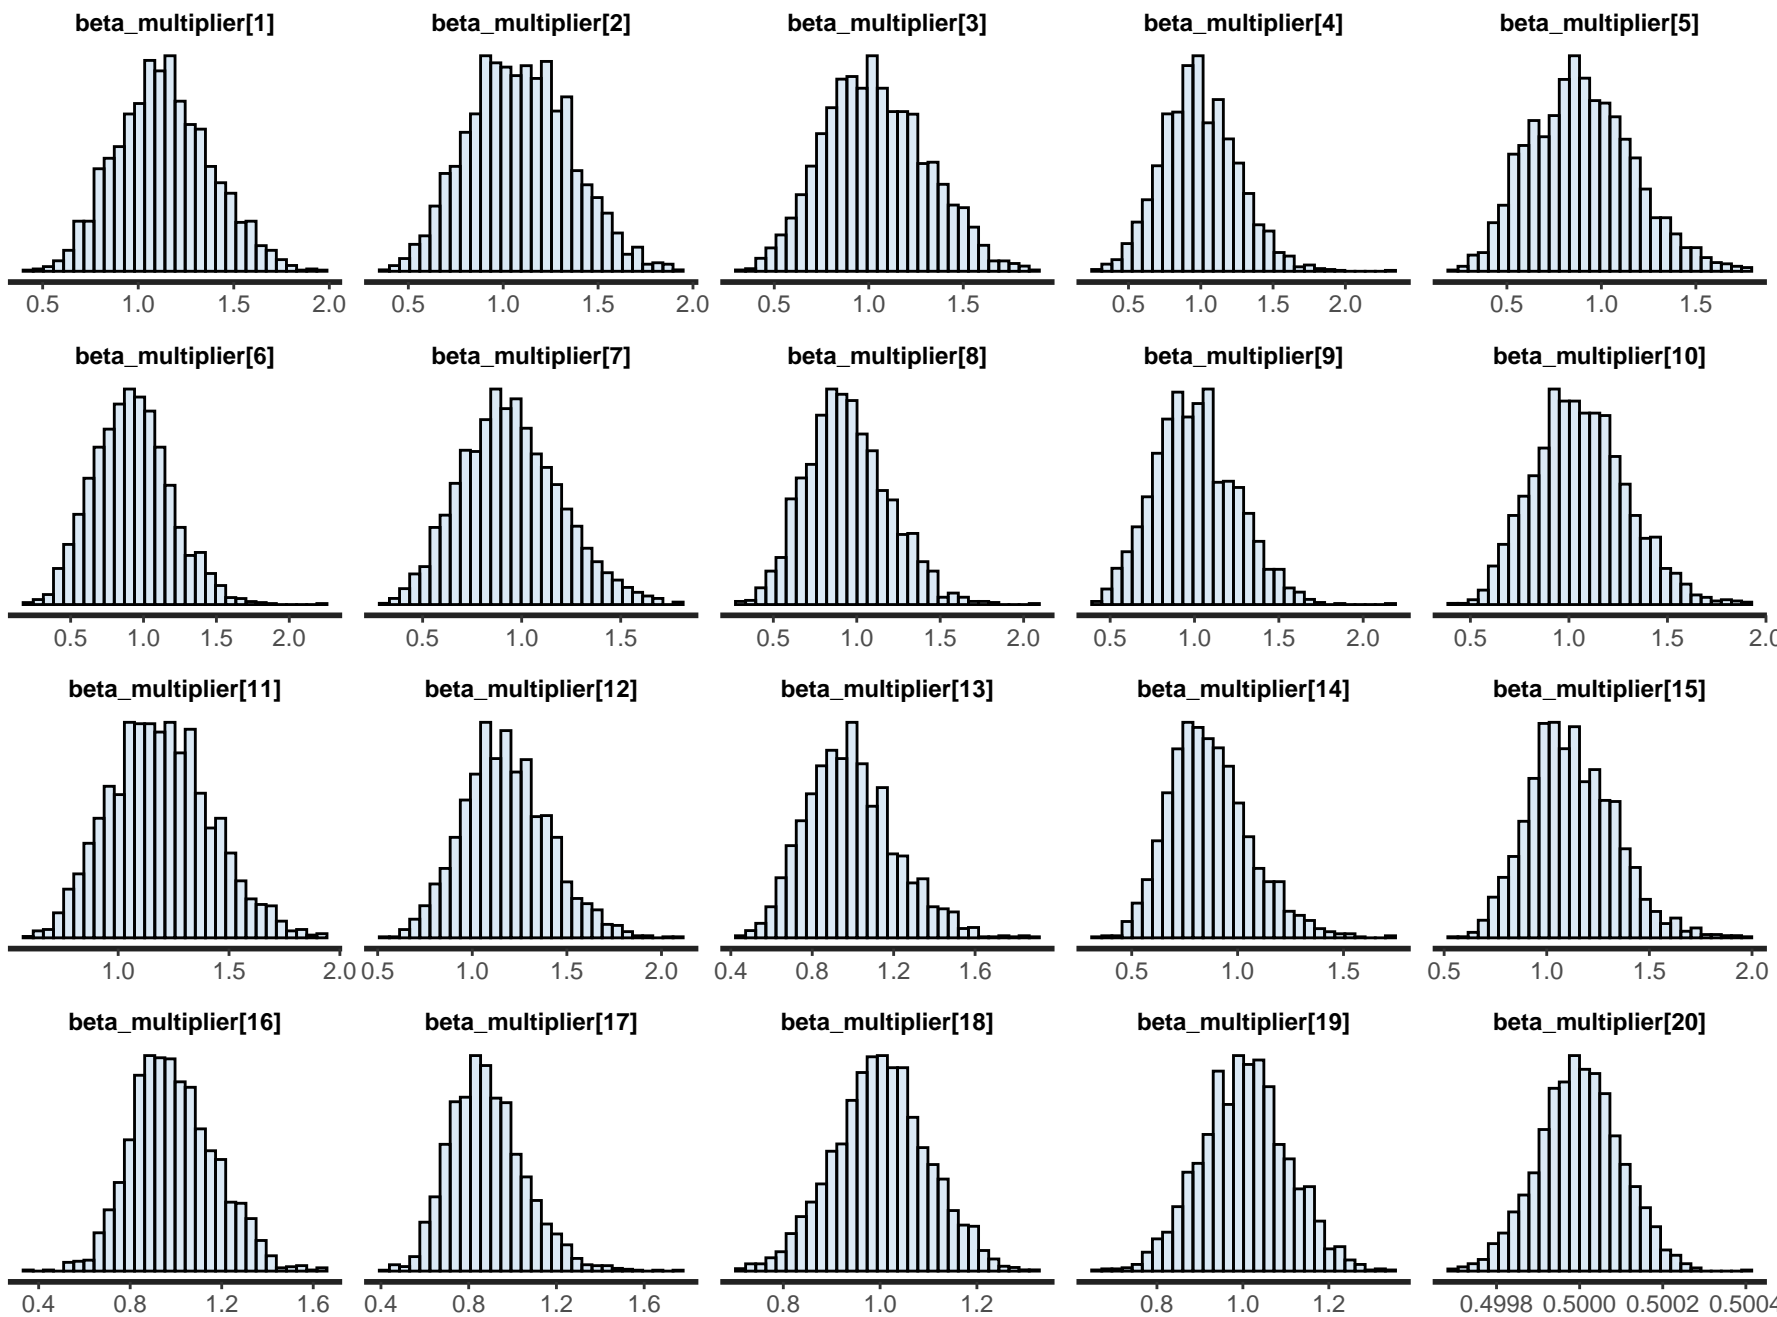 beta_multiplier[1] beta_multiplier[2] beta_multiplier[3] beta_multiplier[4] beta_multiplier[5]
0.5 1.0 1.5 2.0 0.5 1.0 1.5 2.0 0.5 1.0 1.5 0.5 1.0 1.5 2.0 0.5 1.0 1.5
beta_multiplier[6] beta_multiplier[7] beta_multiplier[8] beta_multiplier[9] beta_multiplier[10]
0.5 1.0 1.5 2.0 0.5 1.0 1.5 0.5 1.0 1.5 2.0 0.5 1.0 1.5 2.0 0.5 1.0 1.5 2.0
beta_multiplier[11] beta_multiplier[12] beta_multiplier[13] beta_multiplier[14] beta_multiplier[15]
1.0 1.5 2.0 0.5 1.0 1.5 2.0 0.4 0.8 1.2 1.6 0.5 1.0 1.5 0.5 1.0 1.5 2.0
beta_multiplier[16] beta_multiplier[17] beta_multiplier[18] beta_multiplier[19] beta_multiplier[20]
0.4 0.8 1.2 1.6 0.4 0.8 1.2 1.6 0.8 1.0 1.2 0.8 1.0 1.2 0.4998 0.5000 0.5002 0.5004